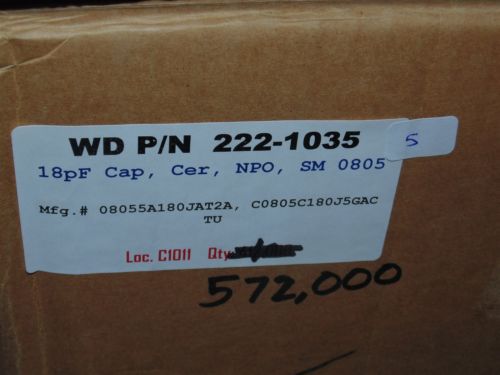 WD P/N 222-1035
5
18pF Cap, Cer, NPO, SM 0805
Mfg.# 08055A180JAT2A, C0805C180J5GAC
TU
Loc. C1011 Qty
572,000